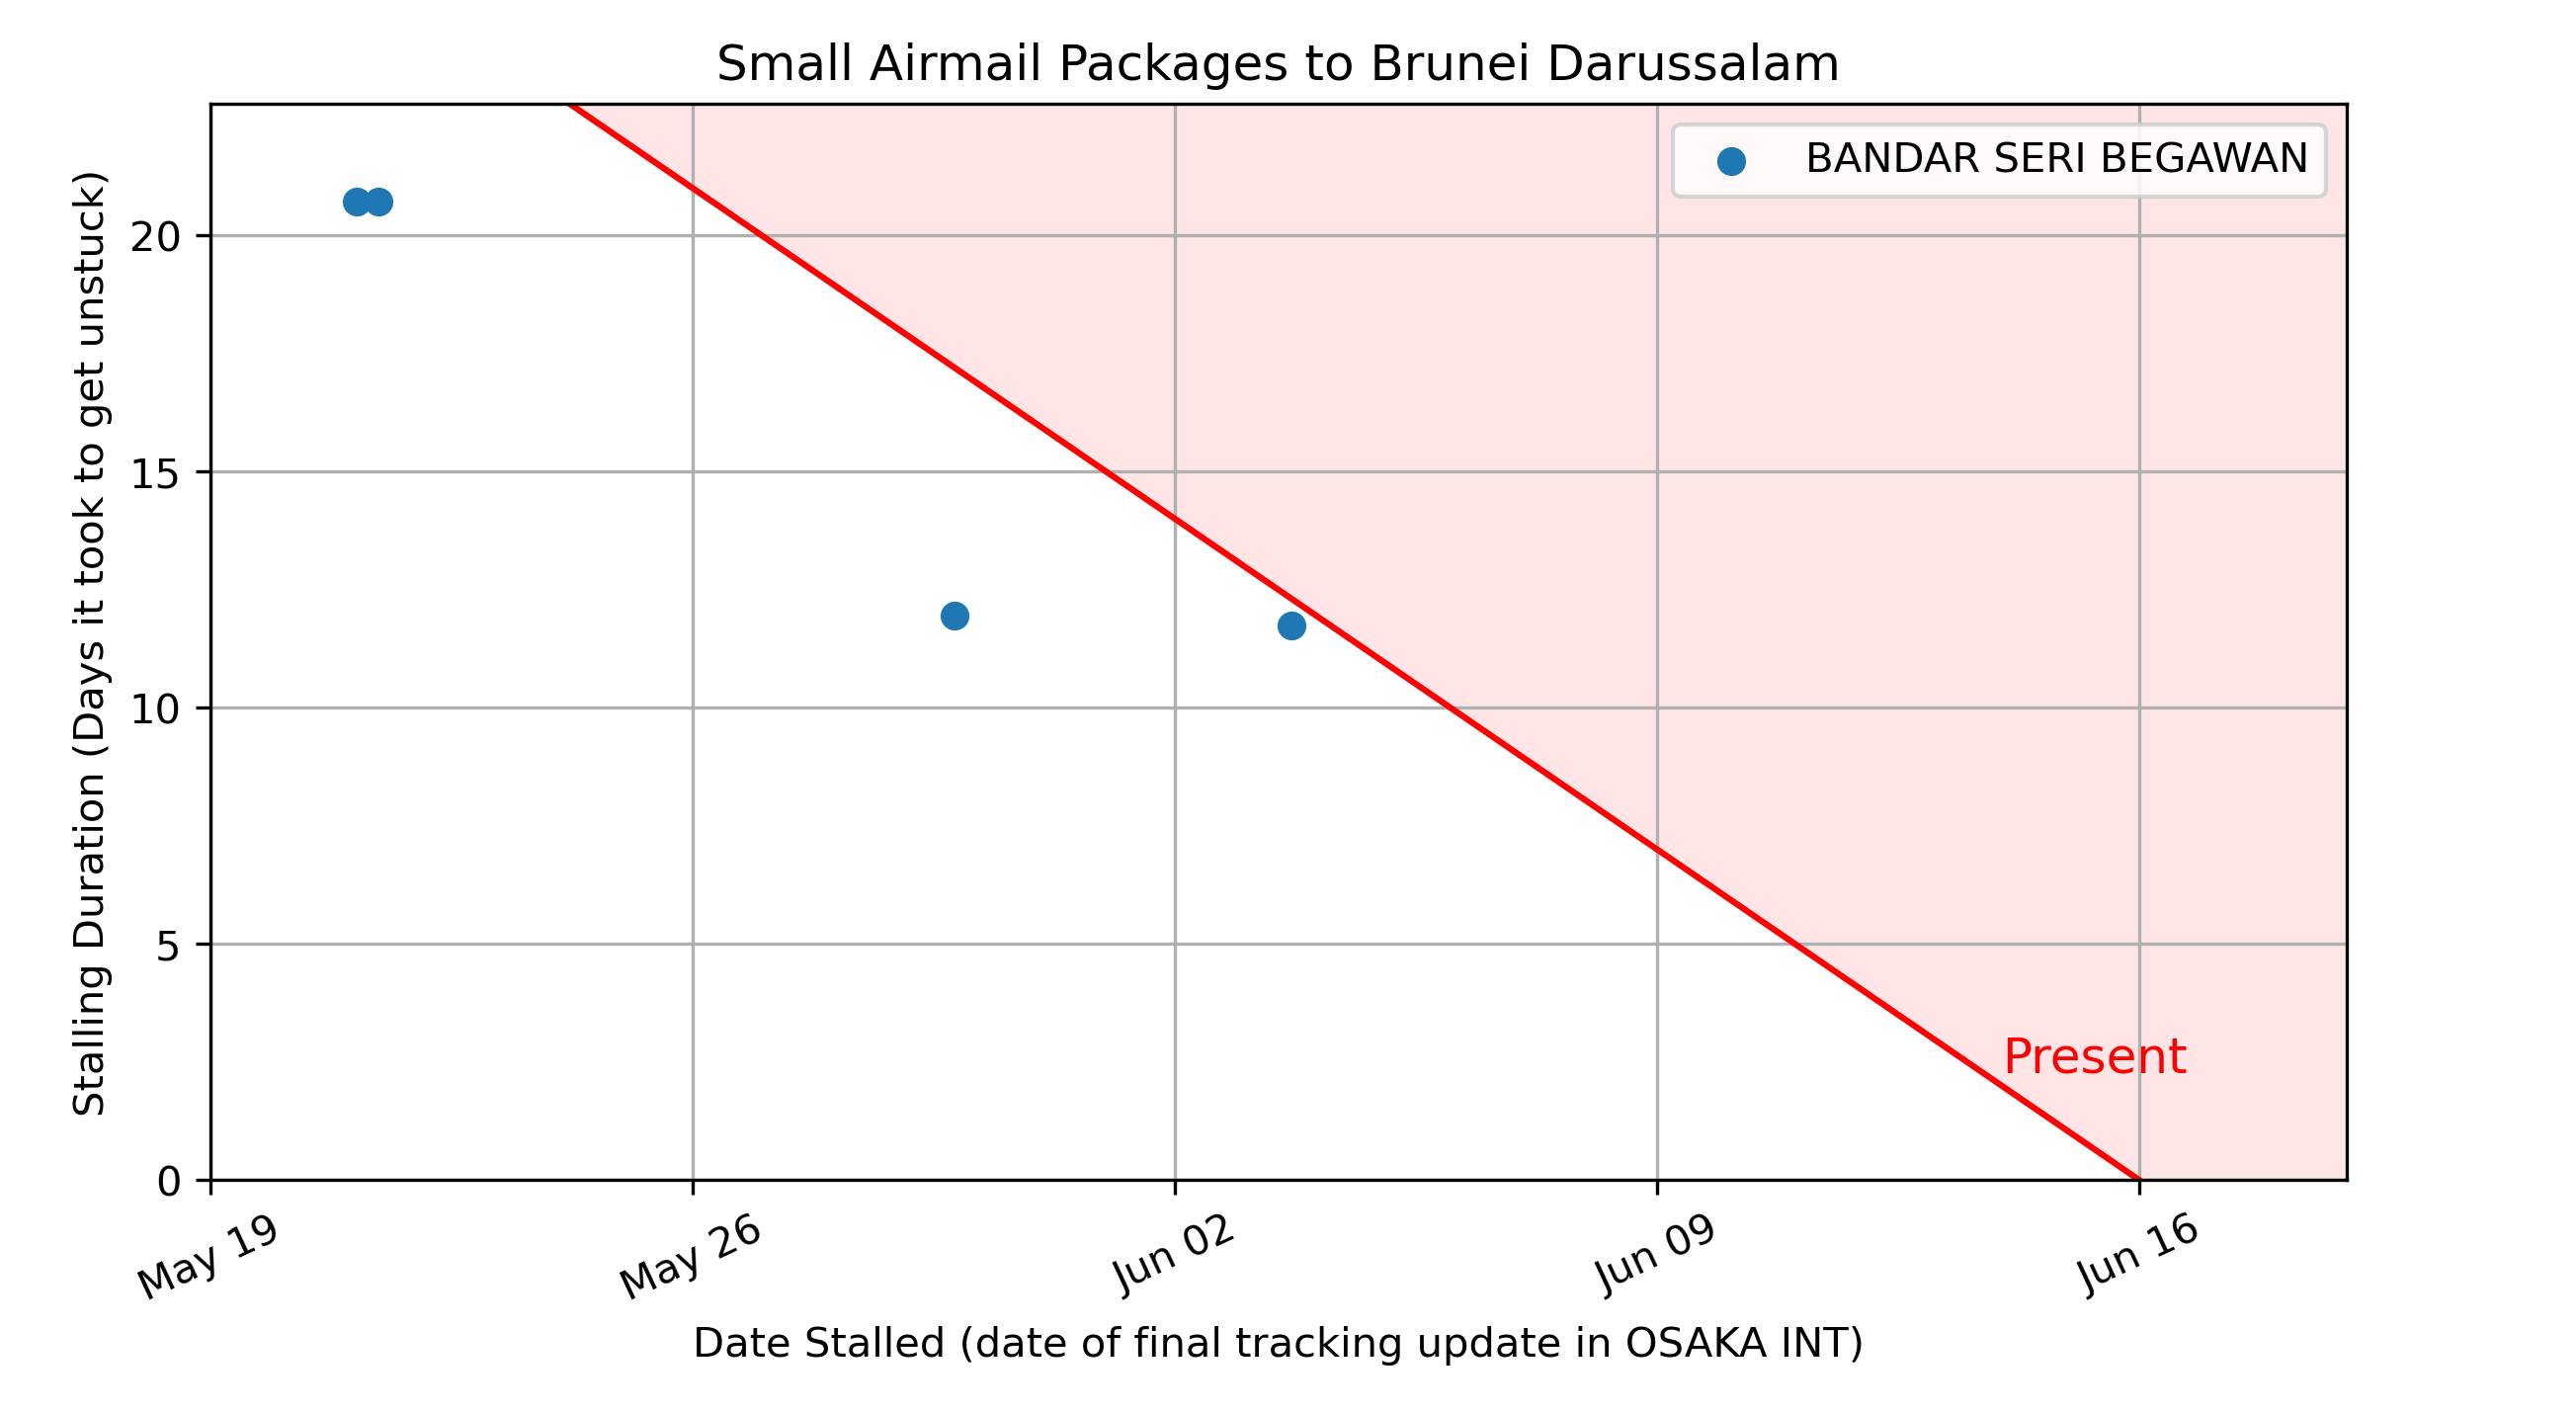 Small Airmail Packages to Brunei Darussalam
BANDAR SERI BEGAWAN
Stalling Duration (Days it took to get unstuck)
20
15
10
5
0
Present
May 19
May 26
Jun 02
Jun 09
Jun 16
Date Stalled (date of final tracking update in OSAKA INT)